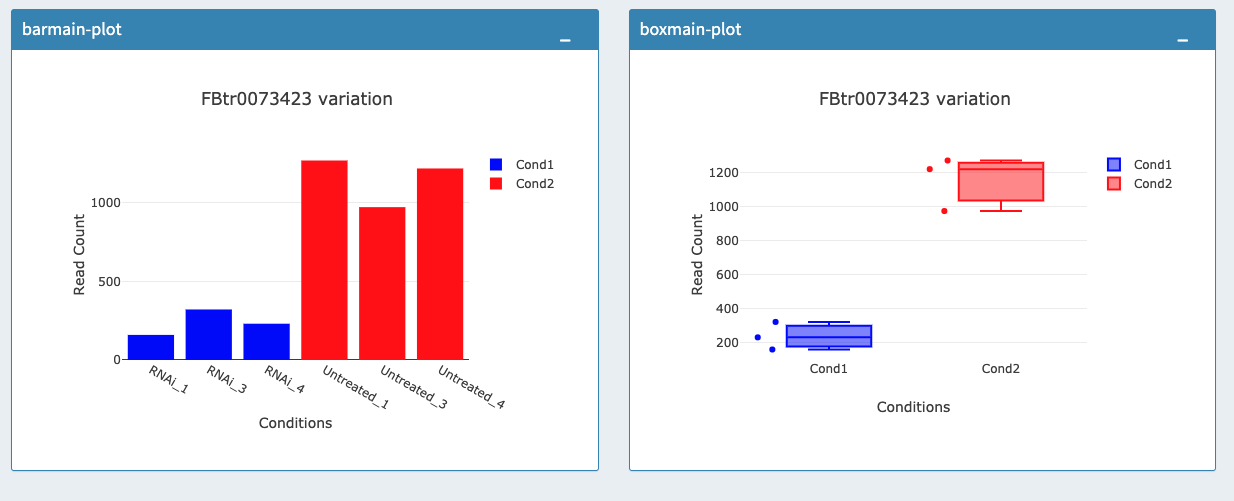 barmain-plot
FBtr0073423 variation
Cond1
Cond2
1000
500
0
Read Count
RNAi_1
RNAi_3
RNAi_4
Untreated_1
Untreated_3
Untreated_4
Conditions
boxmain-plot
FBtr0073423 variation
Cond1
Cond2
1200
1000
800
600
400
200
Read Count
Cond1
Cond2
Conditions